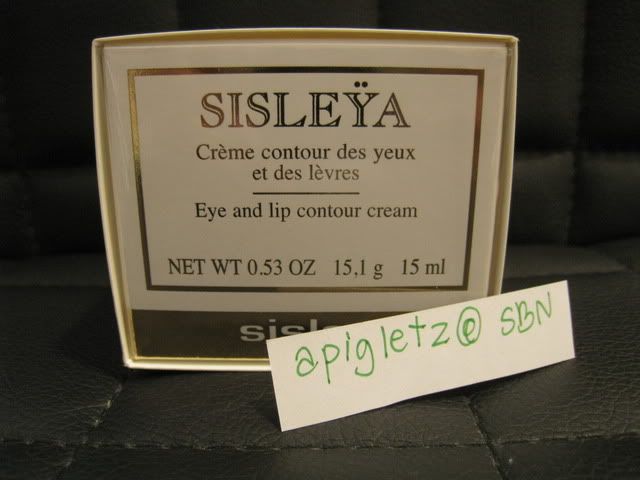 SISLEŸA
Crème contour des yeux
et des lèvres
Eye and lip contour cream
NET WT 0.53 OZ 15,1 g 15 ml
apigletz@ SBN